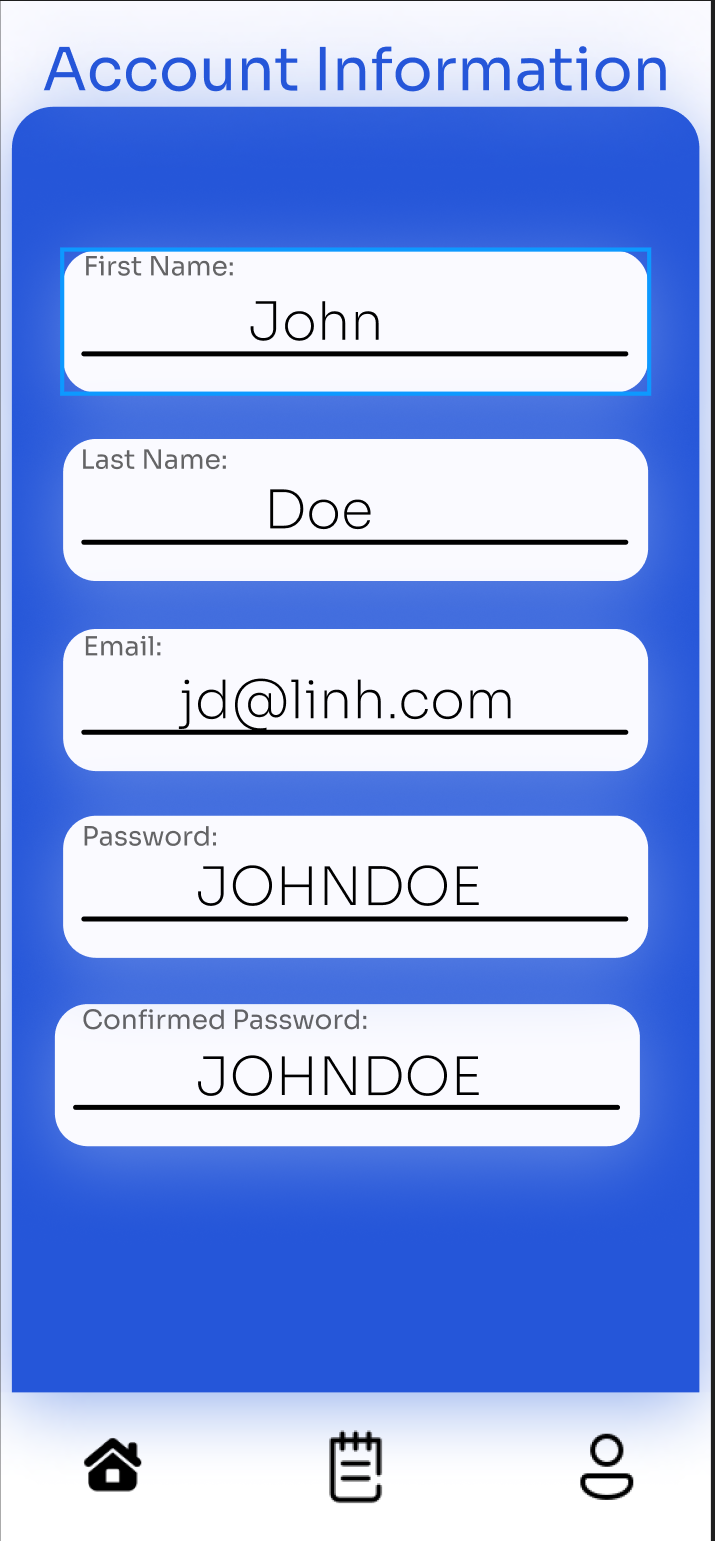 Account Information
First Name:
John
Last Name:
Doe
Email:
jd@linh.com
Password:
JOHNDOE
Confirmed Password:
JOHNDOE